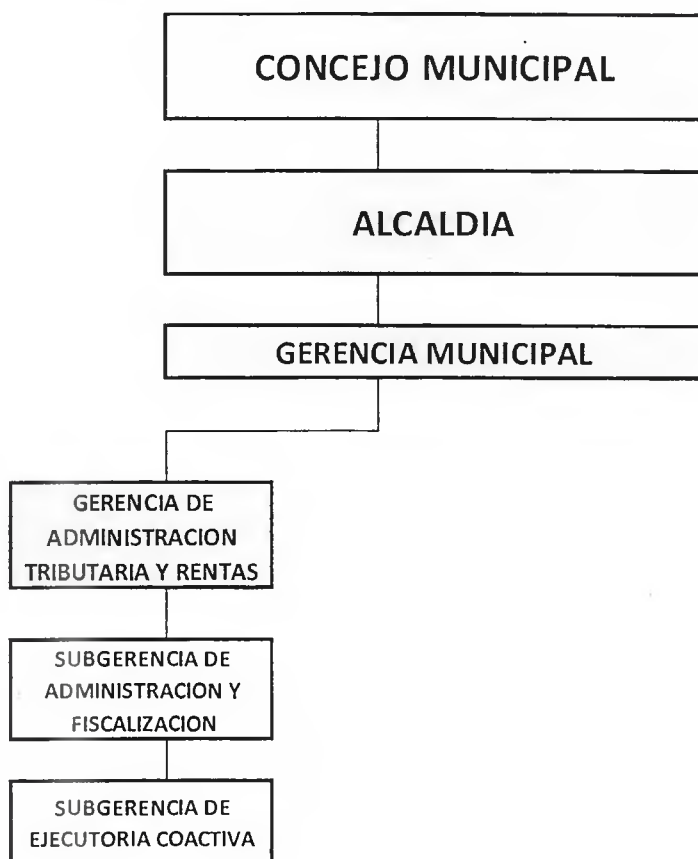 CONCEJO MUNICIPAL
ALCALDIA
GERENCIA MUNICIPAL
GERENCIA DE
ADMINISTRACION
TRIBUTARIA Y RENTAS
SUBGERENCIA DE
ADMINISTRACION Y
FISCALIZACION
SUBGERENCIA DE
EJECUTORIA COACTIVA